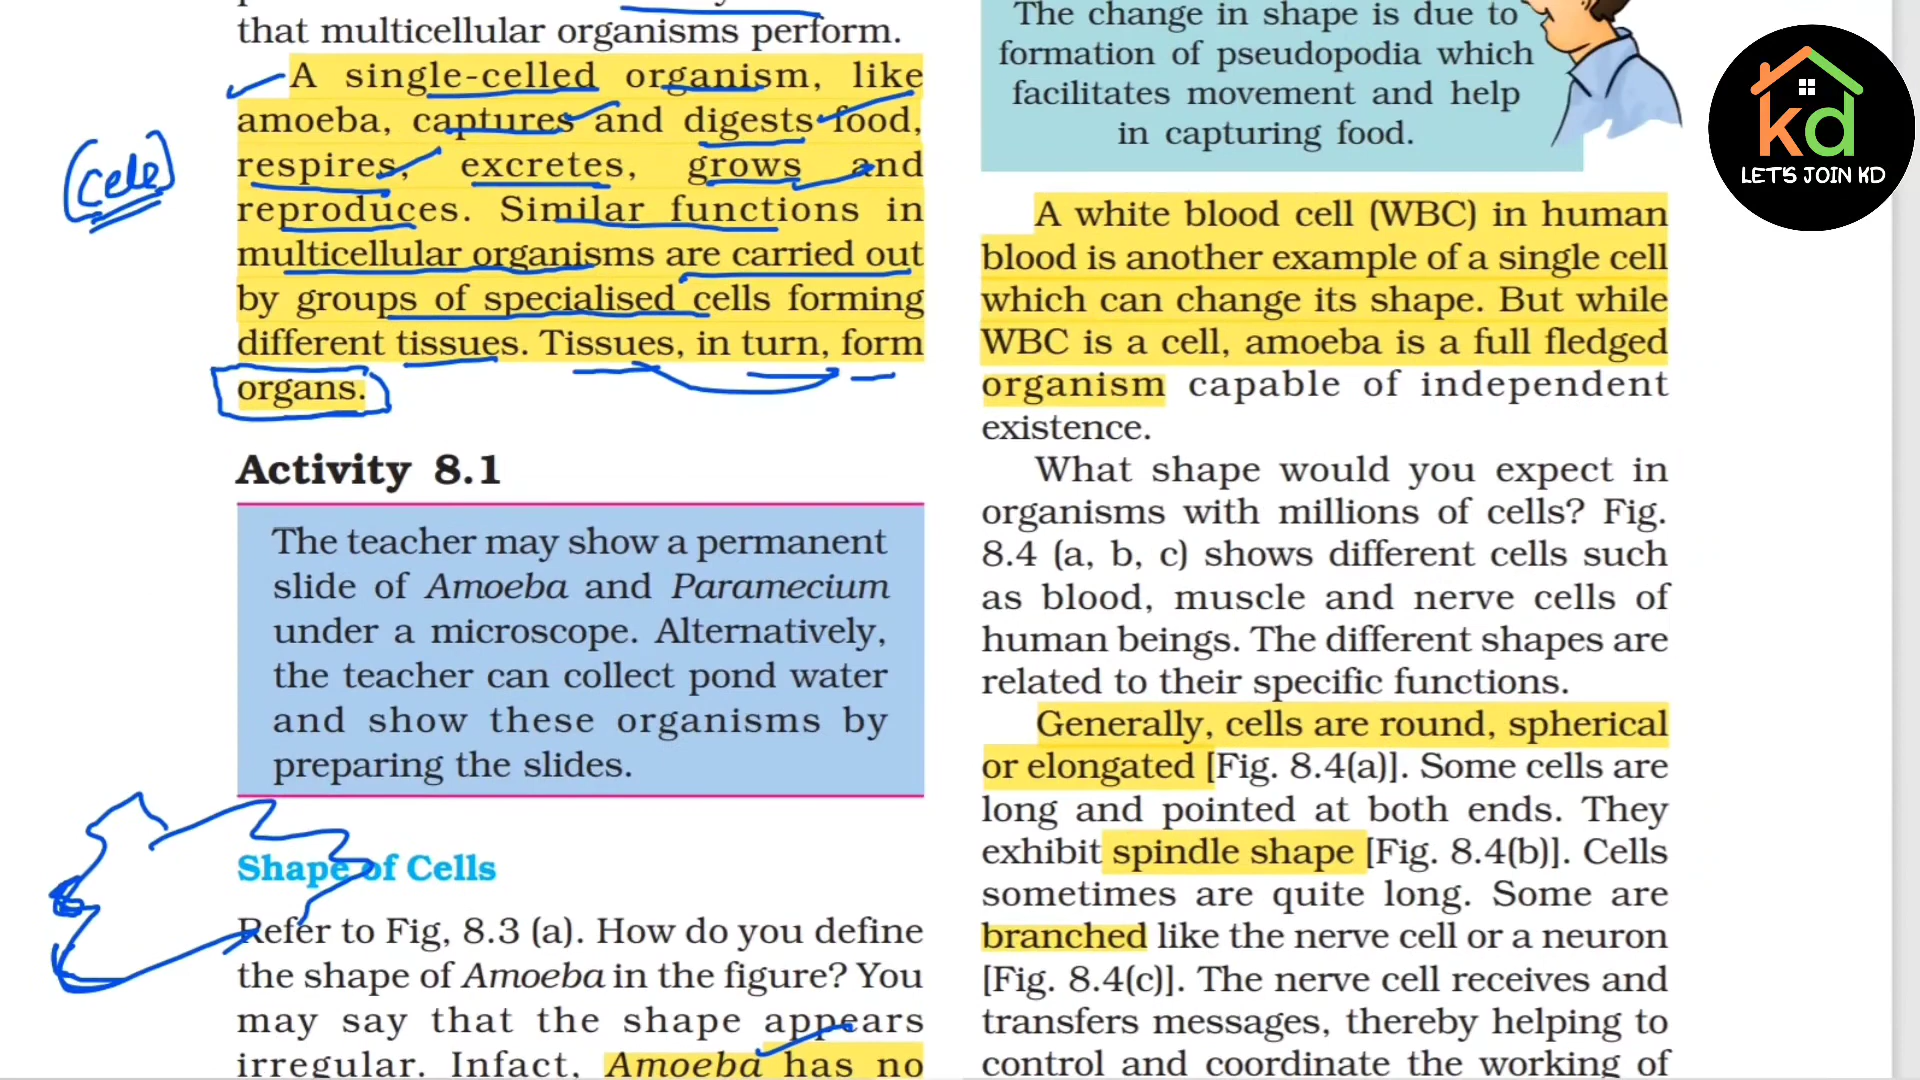 that multicellular organisms perform.
A single-celled organism, like
amoeba, captures and digests food,
respires, excretes, grows and
reproduces. Similar functions in
multicellular organisms are carried out
by groups of specialised cells forming
different tissues. Tissues, in turn, form
organs.
Activity 8.1
The teacher may show a permanent
slide of Amoeba and Paramecium
under a microscope. Alternatively,
the teacher can collect pond water
and show these organisms by
preparing the slides.
Shape of Cells
Refer to Fig, 8.3 (a). How do you define
the shape of Amoeba in the figure? You
may say that the shape appears
irregular. Infact, Amoeba has no
The change in shape is due to
formation of pseudopodia which
facilitates movement and help
in capturing food.
A white blood cell (WBC) in human
blood is another example of a single cell
which can change its shape. But while
WBC is a cell, amoeba is a full fledged
organism capable of independent
existence.
What shape would you expect in
organisms with millions of cells? Fig.
8.4 (a, b, c) shows different cells such
as blood, muscle and nerve cells of
human beings. The different shapes are
related to their specific functions.
Generally, cells are round, spherical
or elongated [Fig. 8.4(a)]. Some cells are
long and pointed at both ends. They
exhibit spindle shape [Fig. 8.4(b)]. Cells
sometimes are quite long. Some are
branched like the nerve cell or a neuron
[Fig. 8.4(c)]. The nerve cell receives and
transfers messages, thereby helping to
control and coordinate the working of
kd
LET'S JOIN KD